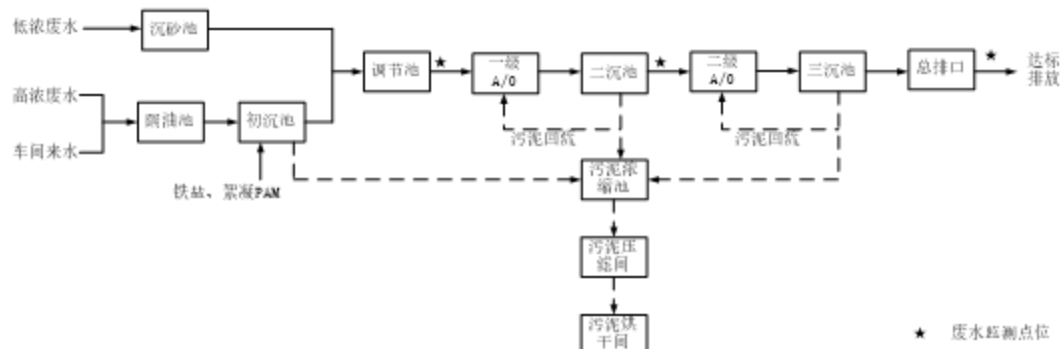 低浓废水
沉砂池
高浓废水
车间来水
隔油池
初沉池
铁盐、絮凝PAM
调节池
一级
A/O
二沉池
二级
A/O
三沉池
总排口
达标
排放
污泥回流
污泥回流
污泥浓
缩池
污泥压
滤间
污泥烘
干间
★ 废水监测点位